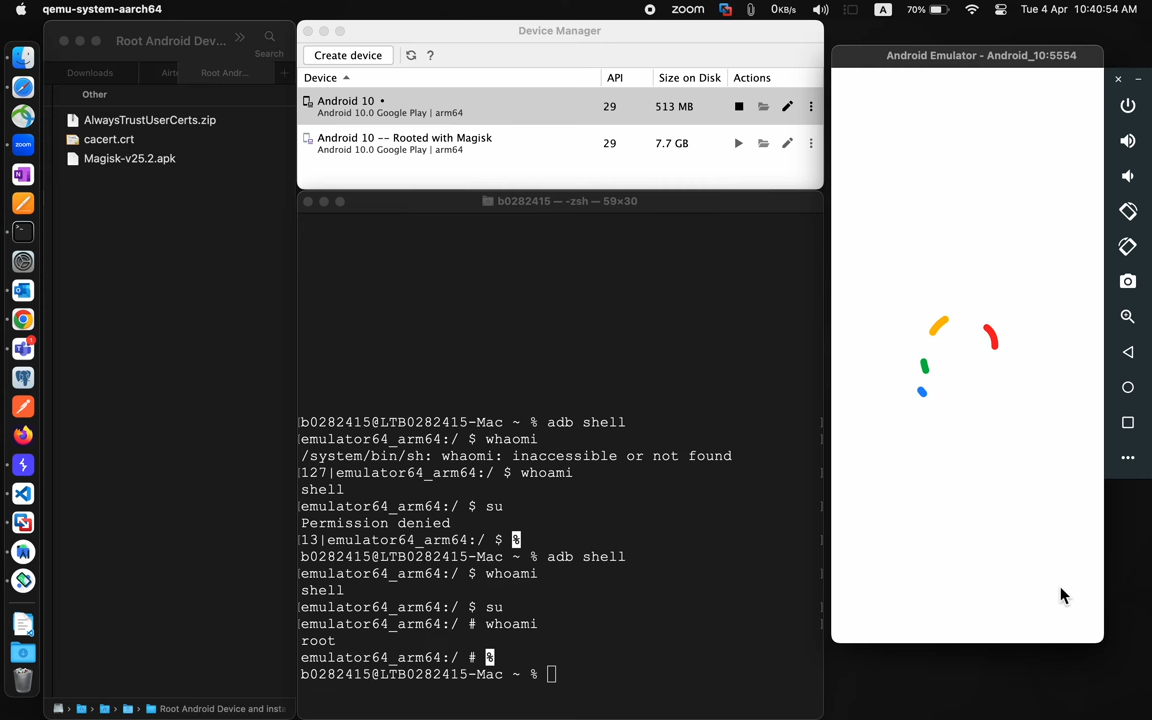 qemu-system-aarch64
zoom
0KB/s
A
70%
Tue 4 Apr 10:40:54 AM
Root Android Dev...
Search
Downloads
Airte
Root Andr...
Other
AlwaysTrustUserCerts.zip
cacert.crt
Magisk-v25.2.apk
Root Android Device and insta
Device Manager
Create device
?
Device
API
Size on Disk
Actions
Android 10 •
Android 10.0 Google Play | arm64
29
513 MB
Android 10 -- Rooted with Magisk
Android 10.0 Google Play | arm64
29
7.7 GB
b0282415 — -zsh — 59×30
b0282415@LTB0282415-Mac ~ % adb shell
emulator64_arm64:/ $ whaomi
/system/bin/sh: whaomi: inaccessible or not found
127|emulator64_arm64:/ $ whoami
shell
emulator64_arm64:/ $ su
Permission denied
13|emulator64_arm64:/ $ %
b0282415@LTB0282415-Mac ~ % adb shell
emulator64_arm64:/ $ whoami
shell
emulator64_arm64:/ $ su
emulator64_arm64:/ # whoami
root
emulator64_arm64:/ # %
b0282415@LTB0282415-Mac ~ %
Android Emulator - Android_10:5554
zoom
1